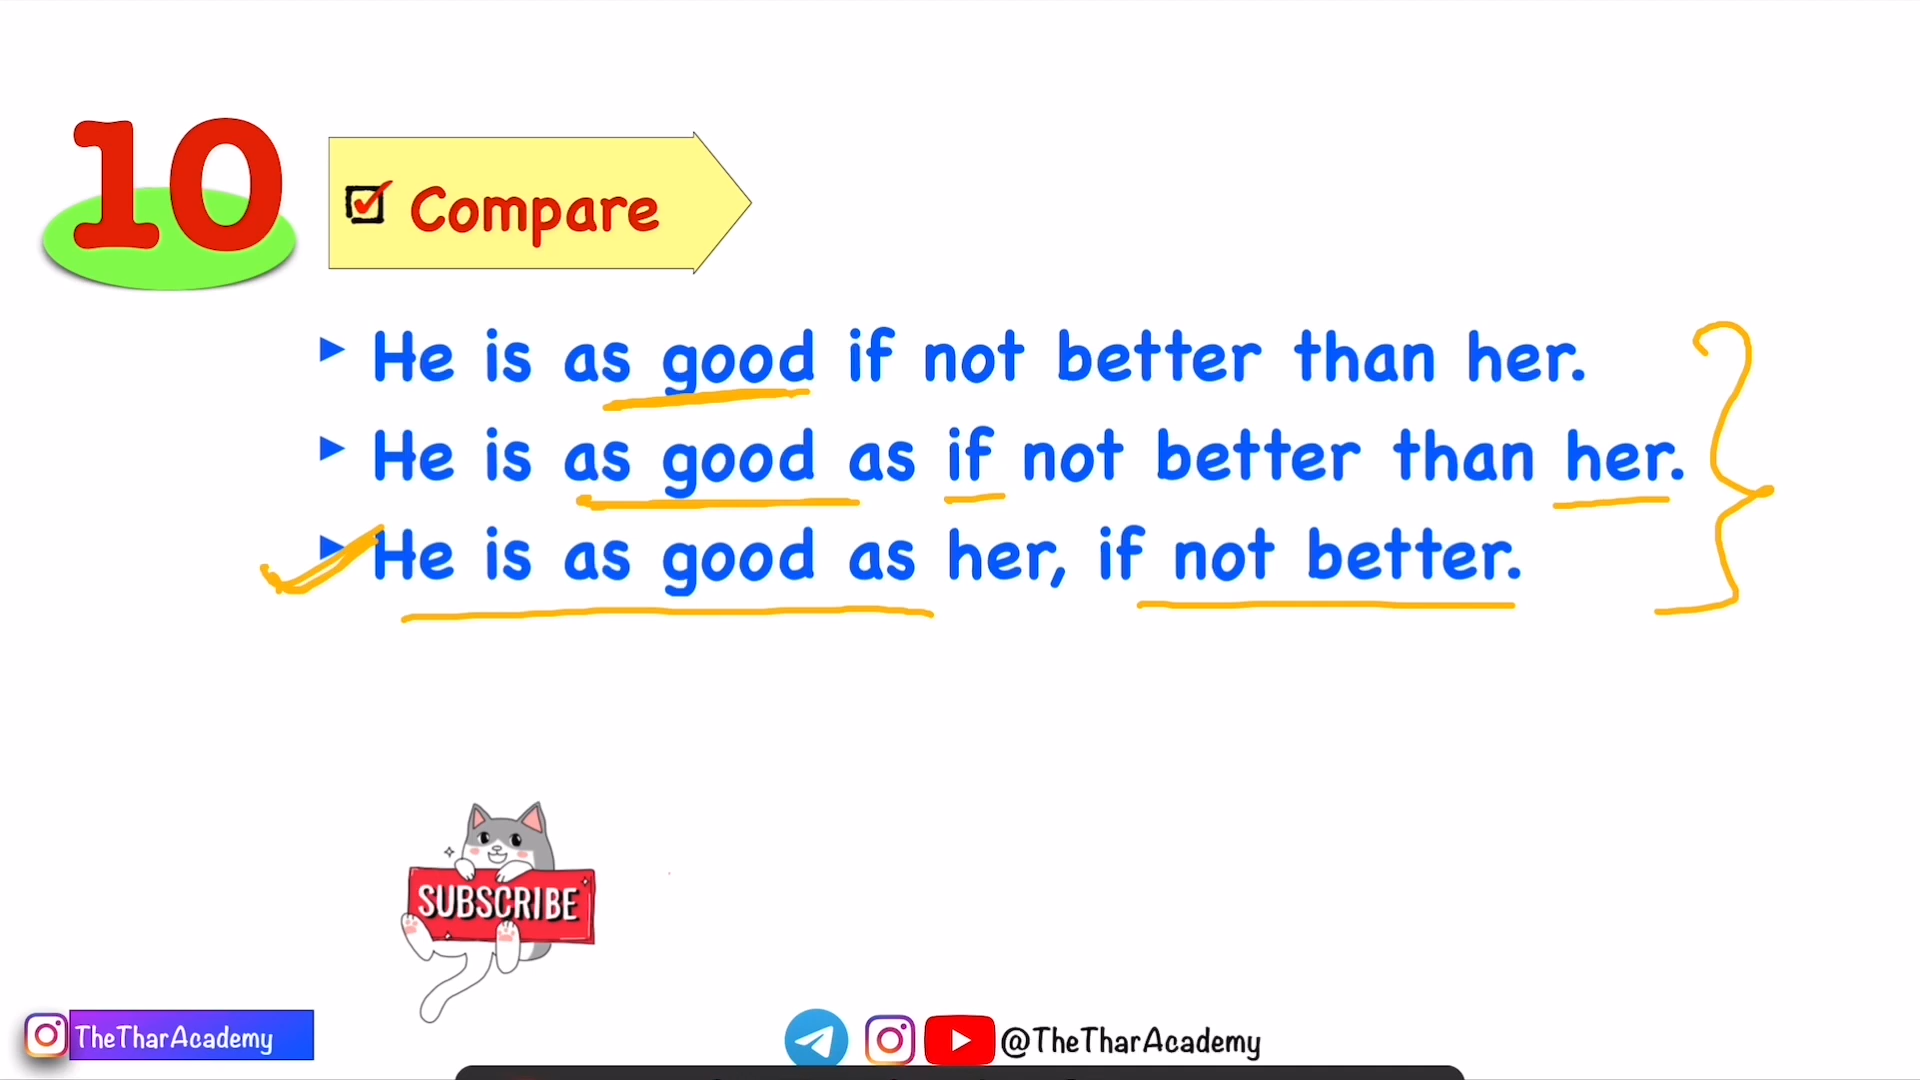 10
Compare
He is as good if not better than her.
He is as good as if not better than her.
He is as good as her, if not better.
SUBSCRIBE
TheTharAcademy
@TheTharAcademy